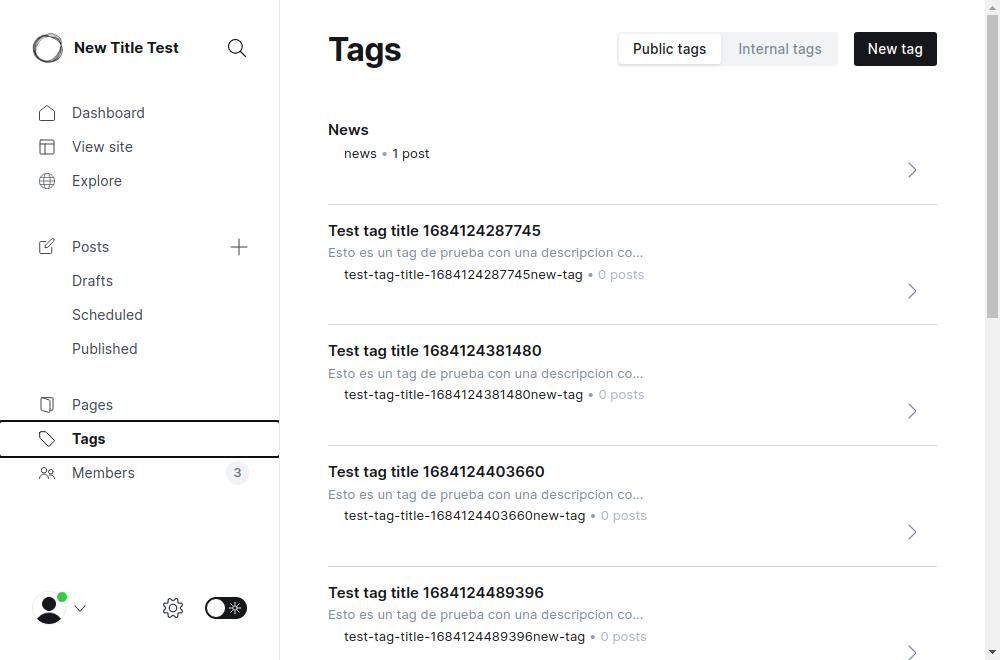 New Title Test
Dashboard
View site
Explore
Posts
Drafts
Scheduled
Published
Pages
Tags
Members 3
Tags
Public tags
Internal tags
New tag
News
news • 1 post
Test tag title 1684124287745
Esto es un tag de prueba con una descripcion co...
test-tag-title-1684124287745new-tag • 0 posts
Test tag title 1684124381480
Esto es un tag de prueba con una descripcion co...
test-tag-title-1684124381480new-tag • 0 posts
Test tag title 1684124403660
Esto es un tag de prueba con una descripcion co...
test-tag-title-1684124403660new-tag • 0 posts
Test tag title 1684124489396
Esto es un tag de prueba con una descripcion co...
test-tag-title-1684124489396new-tag • 0 posts